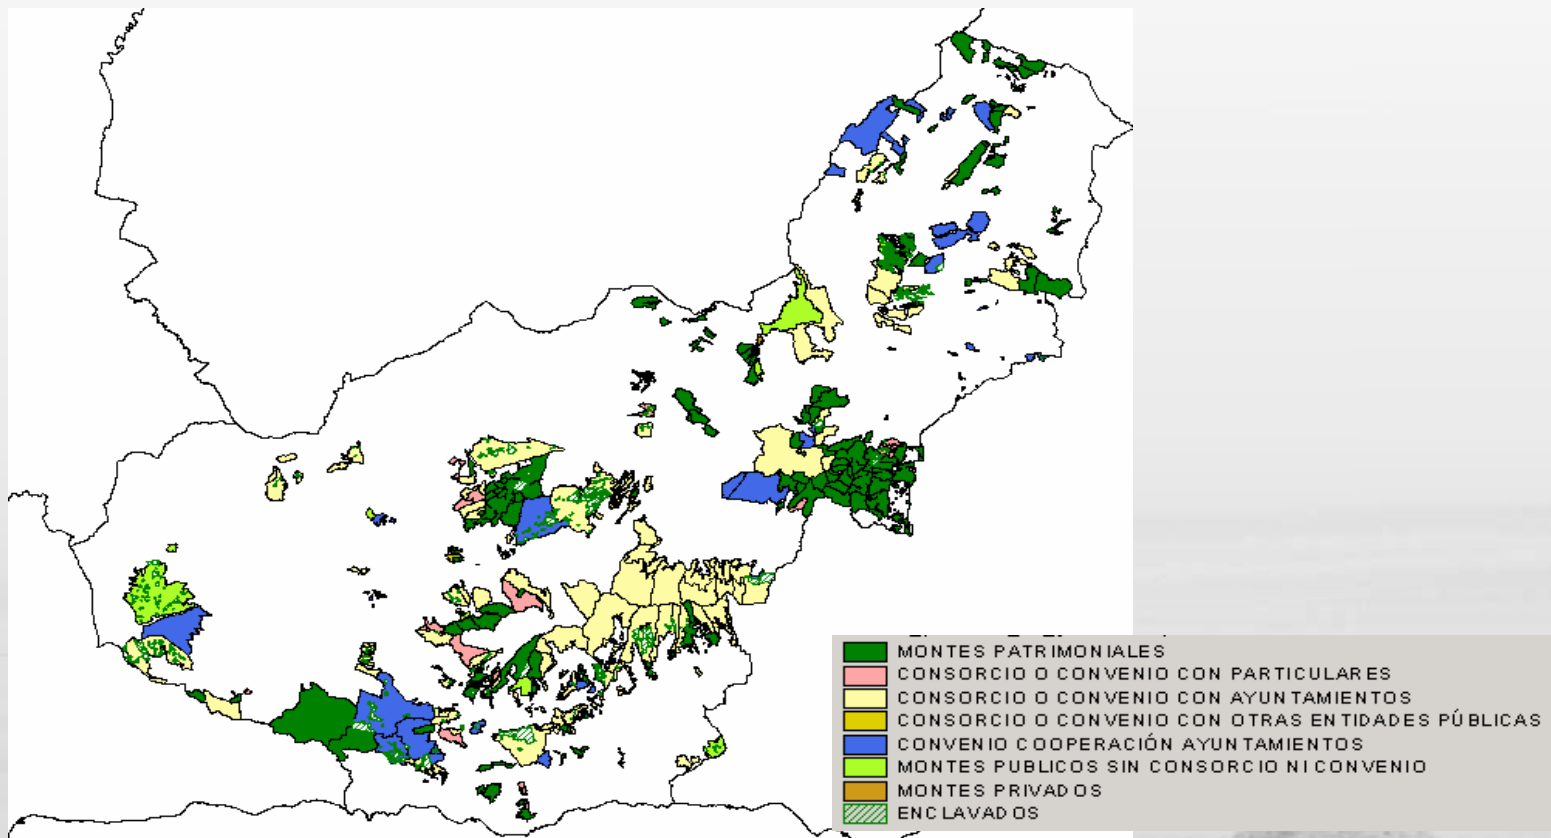 MONTES PATRIMONIALES
CONSORCIO O CONVENIO CON PARTICULARES
CONSORCIO O CONVENIO CON AYUNTAMIENTOS
CONSORCIO O CONVENIO CON OTRAS ENTIDADES PÚBLICAS
CONVENIO COOPERACIÓN AYUNTAMIENTOS
MONTES PUBLICOS SIN CONSORCIO NI CONVENIO
MONTES PRIVADOS
ENCLAVADOS